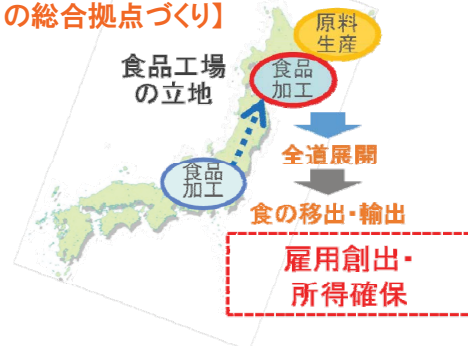 の総合拠点づくり】
原料
生産
食品工場
の立地
食品
加工
全道展開
食品
加工
食の移出・輸出
雇用創出・
所得確保